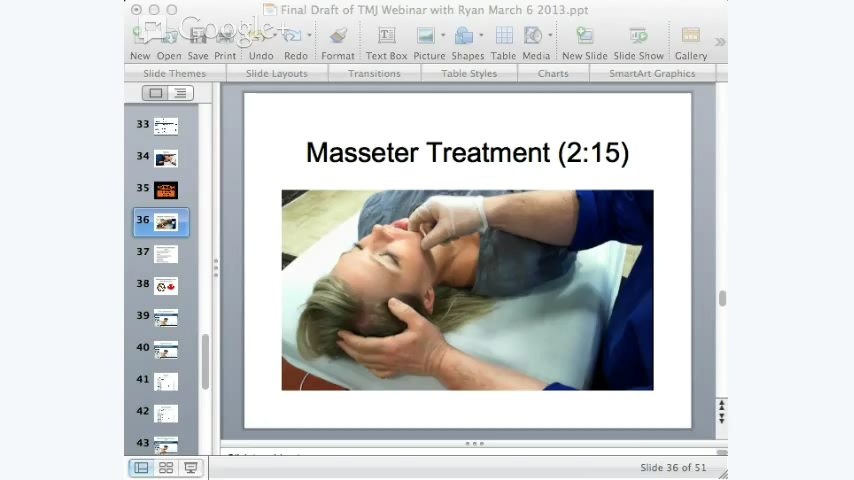 Final Draft of TMJ Webinar with Ryan March 6 2013.ppt
Google+
New Open Save Print Undo Redo Format Text Box Picture Shapes Table Media New Slide Slide Show Gallery
Slide Themes Slide Layouts Transitions Table Styles Charts SmartArt Graphics
33
34
35
36
37
38
39
40
41
42
43
Masseter Treatment (2:15)
Slide 36 of 51